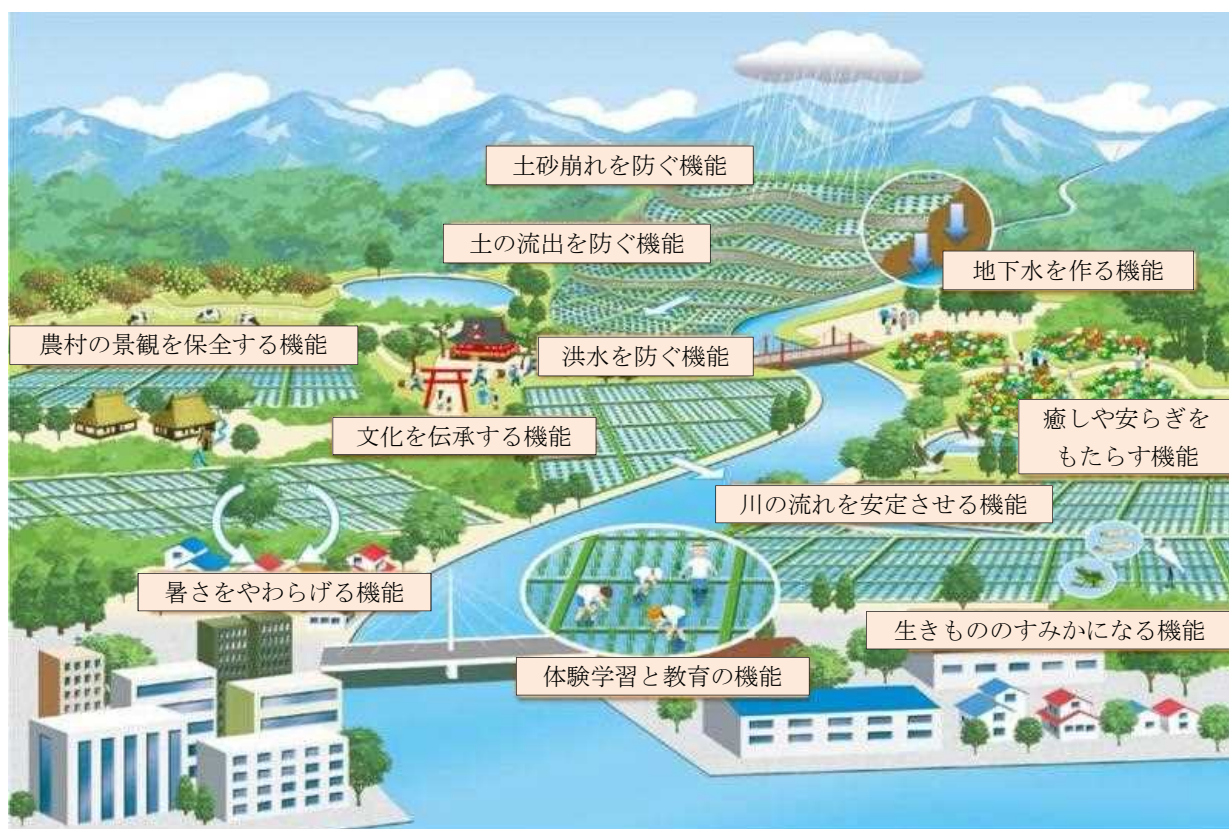 土砂崩れを防ぐ機能
土の流出を防ぐ機能
地下水を作る機能
農村の景観を保全する機能
洪水を防ぐ機能
文化を伝承する機能
癒しや安らぎを
もたらす機能
川の流れを安定させる機能
暑さをやわらげる機能
生きもののすみかになる機能
体験学習と教育の機能